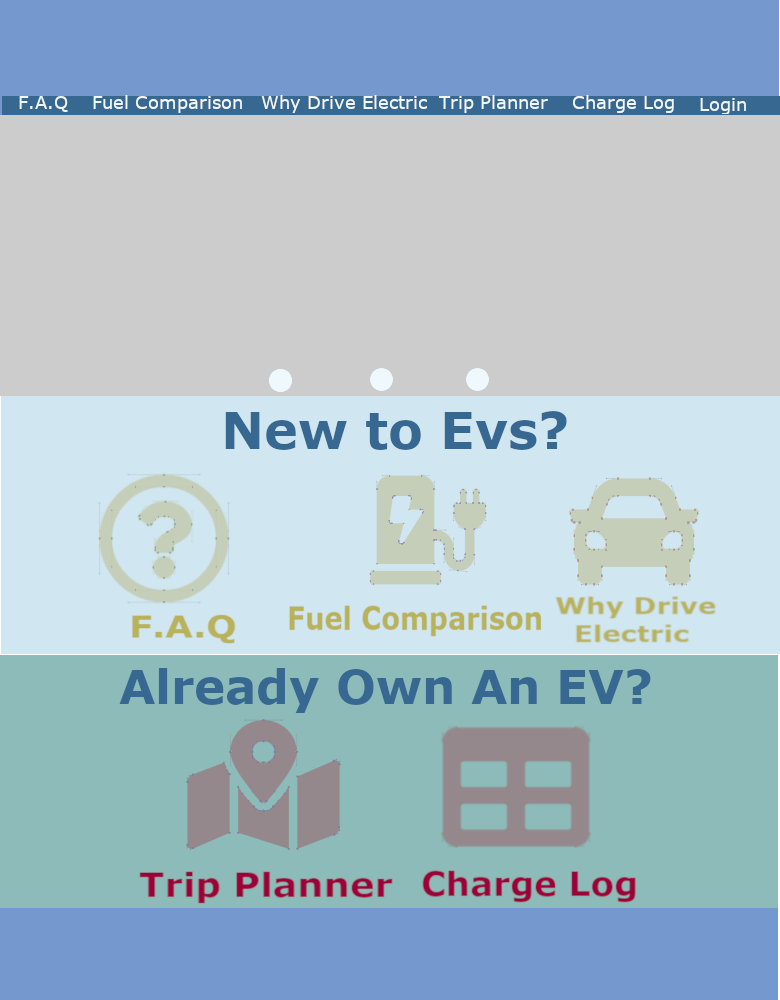 F.A.Q Fuel Comparison Why Drive Electric Trip Planner Charge Log Login
New to Evs?
F.A.Q Fuel Comparison Why Drive
Electric
Already Own An EV?
Trip Planner Charge Log